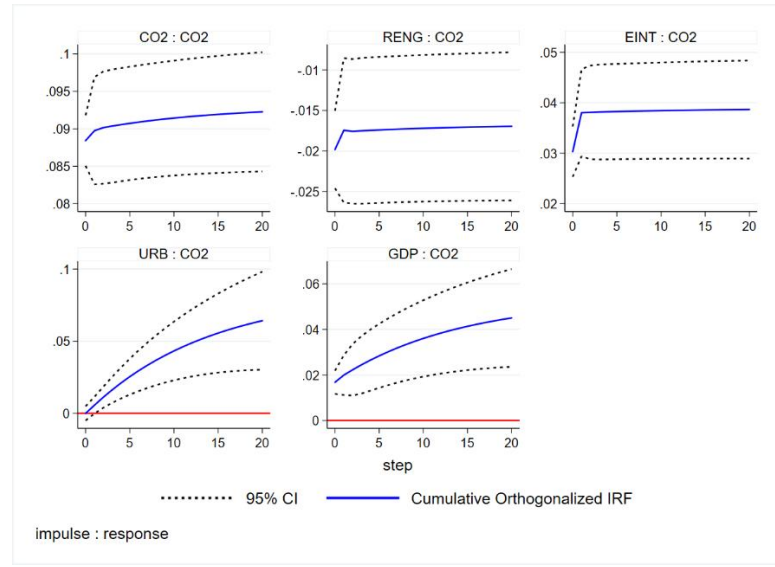 CO2 : CO2
RENG : CO2
EINT : CO2
.1
.095
.09
.085
.08
0 5 10 15 20
-.01
-.015
-.02
-.025
0 5 10 15 20
.05
.04
.03
.02
0 5 10 15 20
URB : CO2
GDP : CO2
.1
.05
0
0 5 10 15 20
.06
.04
.02
0
0 5 10 15 20
step
95% CI
Cumulative Orthogonalized IRF
impulse : response